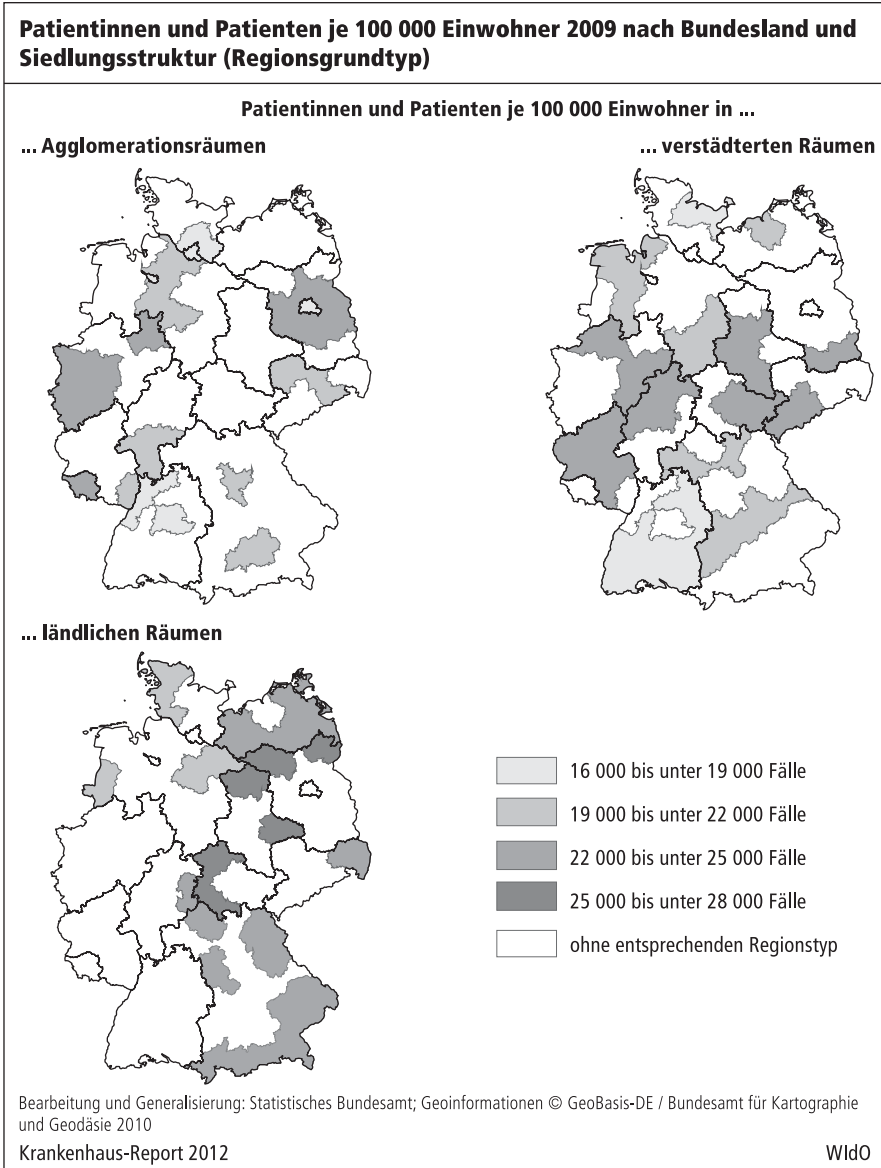 Patientinnen und Patienten je 100 000 Einwohner 2009 nach Bundesland und
Siedlungsstruktur (Regionsgrundtyp)
Patientinnen und Patienten je 100 000 Einwohner in ...
... Agglomerationsräumen
... verstädterten Räumen
... ländlichen Räumen
16 000 bis unter 19 000 Fälle
19 000 bis unter 22 000 Fälle
22 000 bis unter 25 000 Fälle
25 000 bis unter 28 000 Fälle
ohne entsprechenden Regionstyp
Bearbeitung und Generalisierung: Statistisches Bundesamt; Geoinformationen © GeoBasis-DE / Bundesamt für Kartographie
und Geodäsie 2010
Krankenhaus-Report 2012
WIdO